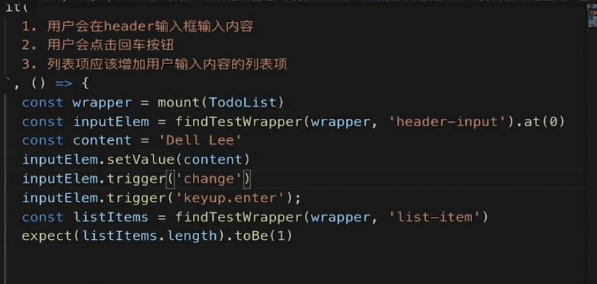 it(`
1. 用户会在header输入框输入内容
2. 用户会点击回车按钮
3. 列表项应该增加用户输入内容的列表项
`, () => {
const wrapper = mount(TodoList)
const inputElem = findTestWrapper(wrapper, 'header-input').at(0)
const content = 'Dell Lee'
inputElem.setValue(content)
inputElem.trigger('change')
inputElem.trigger('keyup.enter');
const listItems = findTestWrapper(wrapper, 'list-item')
expect(listItems.length).toBe(1)